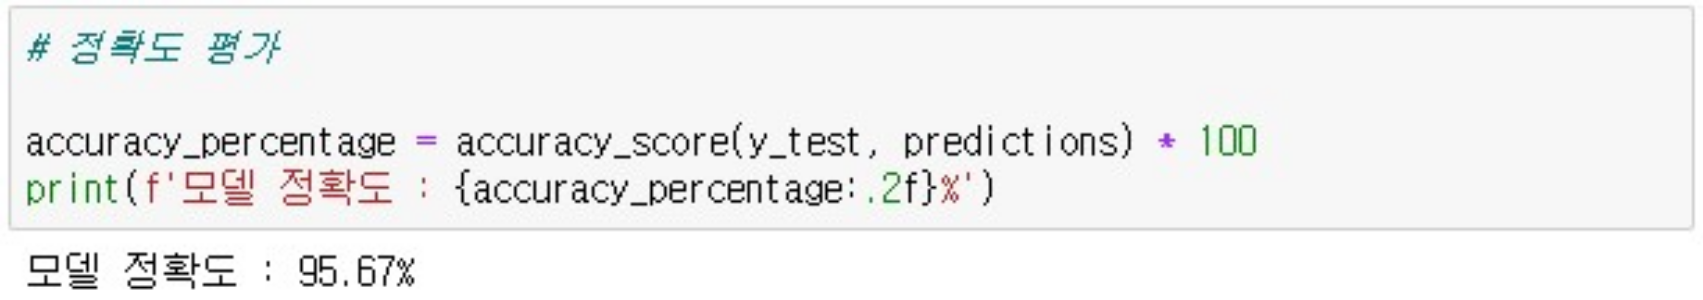 # 정확도 평가
accuracy_percentage = accuracy_score(y_test, predictions) * 100
print(f'모델 정확도 : {accuracy_percentage:.2f}%')
모델 정확도 : 95.67%